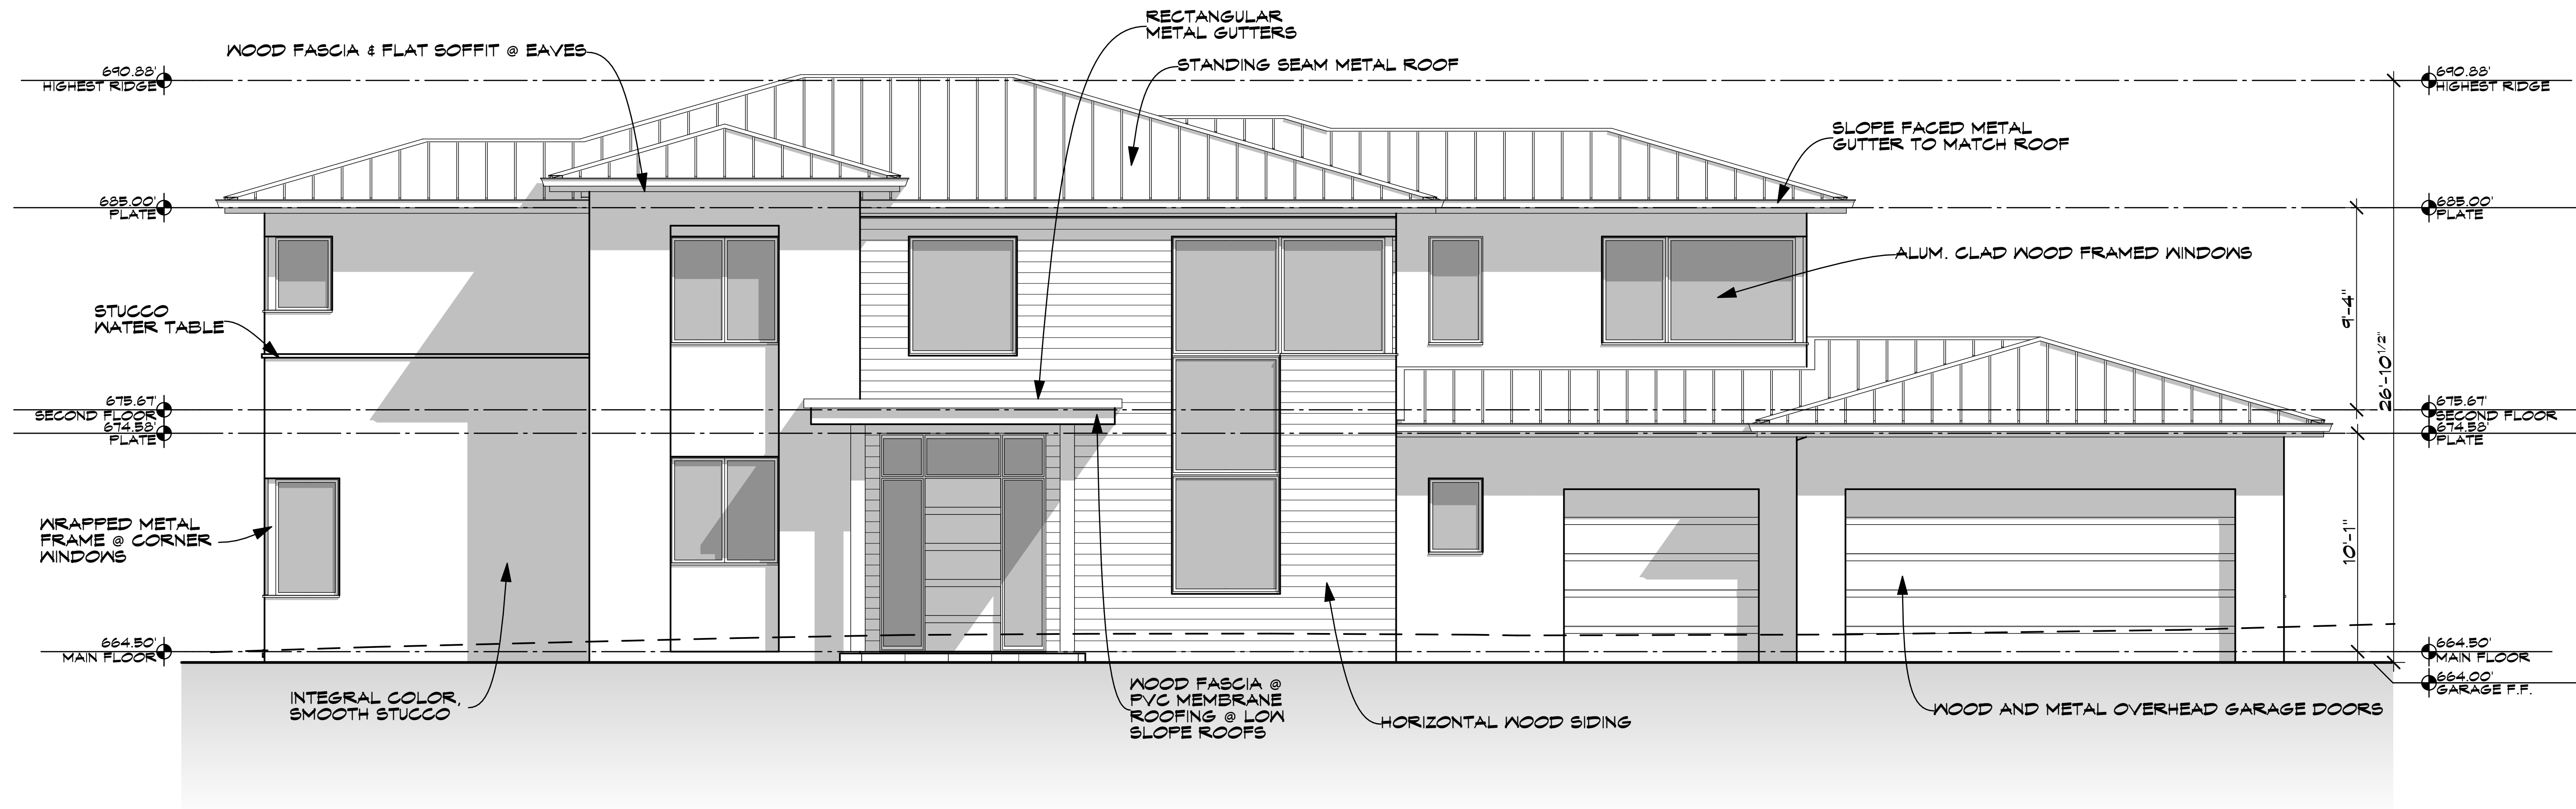 RECTANGULAR
METAL GUTTERS
WOOD FASCIA & FLAT SOFFIT @ EAVES
STANDING SEAM METAL ROOF
690.88'
HIGHEST RIDGE
690.88'
HIGHEST RIDGE
SLOPE FACED METAL
GUTTER TO MATCH ROOF
685.00'
PLATE
685.00'
PLATE
ALUM. CLAD WOOD FRAMED WINDOWS
STUCCO
WATER TABLE
9'-4"
26'-10 1/2"
675.67'
SECOND FLOOR
674.58'
PLATE
675.67'
SECOND FLOOR
674.58'
PLATE
WRAPPED METAL
FRAME @ CORNER
WINDOWS
10'-1"
664.50'
MAIN FLOOR
664.50'
MAIN FLOOR
664.00'
GARAGE F.F.
INTEGRAL COLOR,
SMOOTH STUCCO
WOOD FASCIA @
PVC MEMBRANE
ROOFING @ LOW
SLOPE ROOFS
HORIZONTAL WOOD SIDING
WOOD AND METAL OVERHEAD GARAGE DOORS